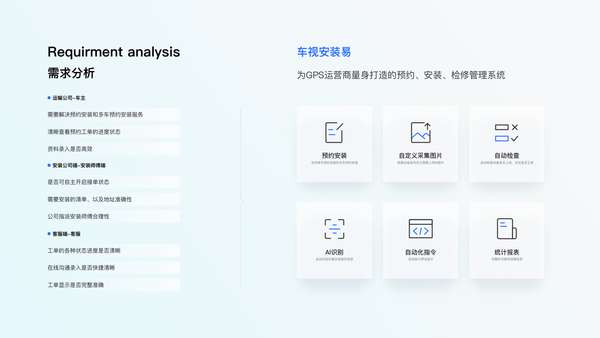 Requirment analysis
需求分析
运输公司-车主
需要解决预约安装和多车预约安装服务
清晰查看预约工单的进度状态
资料录入是否高效
安装公司端-安装师傅端
是否可自主开启接单状态
需要安装的清单、以及地址准确性
公司指派安装师傅合理性
客服端-客服
工单的各种状态进度是否清晰
在线沟通录入是否快捷清晰
工单显示是否完整准确
车视安装易
为GPS运营商量身打造的预约、安装、检修管理系统
预约安装
自定义采集图片
自动检查
AI识别
自动化指令
统计报表